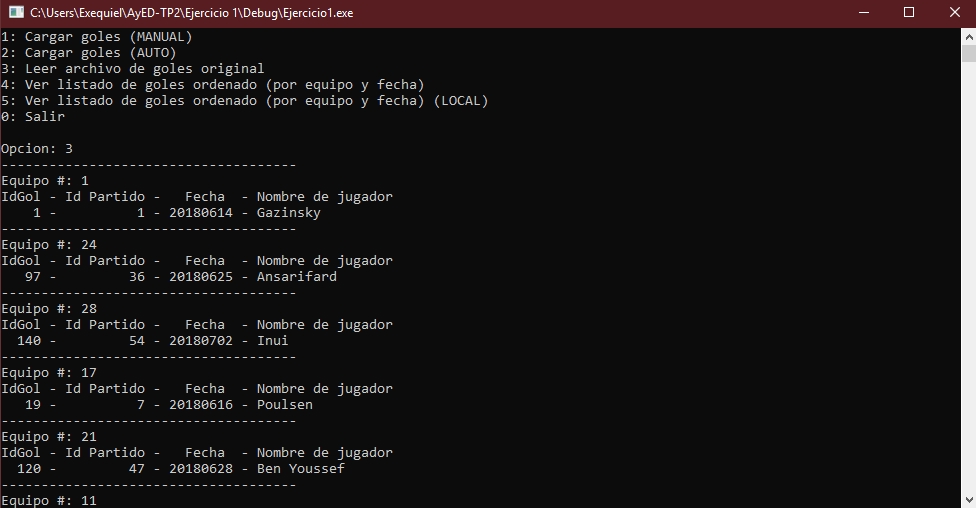 C:\Users\Exequiel\AyED-TP2\Ejercicio 1\Debug\Ejercicio1.exe
1: Cargar goles (MANUAL)
2: Cargar goles (AUTO)
3: Leer archivo de goles original
4: Ver listado de goles ordenado (por equipo y fecha)
5: Ver listado de goles ordenado (por equipo y fecha) (LOCAL)
0: Salir
Opcion: 3
-------------------------------------
Equipo #: 1
IdGol - Id Partido -   Fecha  - Nombre de jugador
    1 -          1 - 20180614 - Gazinsky
-------------------------------------
Equipo #: 24
IdGol - Id Partido -   Fecha  - Nombre de jugador
   97 -         36 - 20180625 - Ansarifard
-------------------------------------
Equipo #: 28
IdGol - Id Partido -   Fecha  - Nombre de jugador
  140 -         54 - 20180702 - Inui
-------------------------------------
Equipo #: 17
IdGol - Id Partido -   Fecha  - Nombre de jugador
   19 -          7 - 20180616 - Poulsen
-------------------------------------
Equipo #: 21
IdGol - Id Partido -   Fecha  - Nombre de jugador
  120 -         47 - 20180628 - Ben Youssef
-------------------------------------
Equipo #: 11